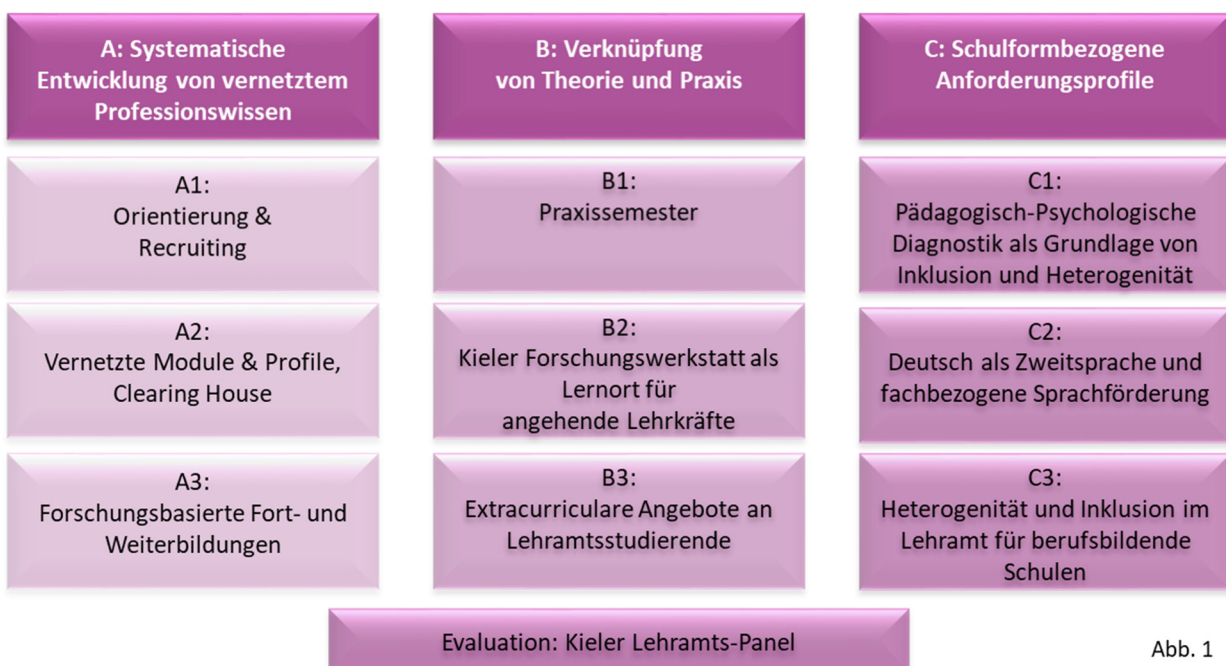 A: Systematische
Entwicklung von vernetztem
Professionswissen
A1:
Orientierung &
Recruiting
A2:
Vernetzte Module & Profile,
Clearing House
A3:
Forschungsbasierte Fort- und
Weiterbildungen
B: Verknüpfung
von Theorie und Praxis
B1:
Praxissemester
B2:
Kieler Forschungswerkstatt als
Lernort für
angehende Lehrkräfte
B3:
Extracurriculare Angebote an
Lehramtsstudierende
C: Schulformbezogene
Anforderungsprofile
C1:
Pädagogisch-Psychologische
Diagnostik als Grundlage von
Inklusion und Heterogenität
C2:
Deutsch als Zweitsprache und
fachbezogene Sprachförderung
C3:
Heterogenität und Inklusion im
Lehramt für berufsbildende
Schulen
Evaluation: Kieler Lehramts-Panel
Abb. 1